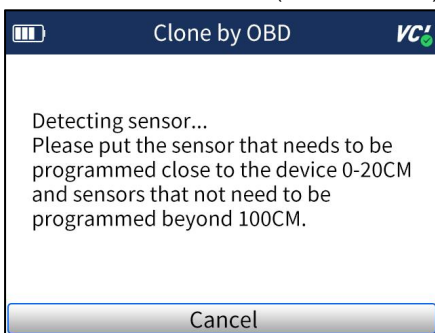 Clone by OBD
VCI
Detecting sensor...
Please put the sensor that needs to be
programmed close to the device 0-20CM
and sensors that not need to be
programmed beyond 100CM.
Cancel